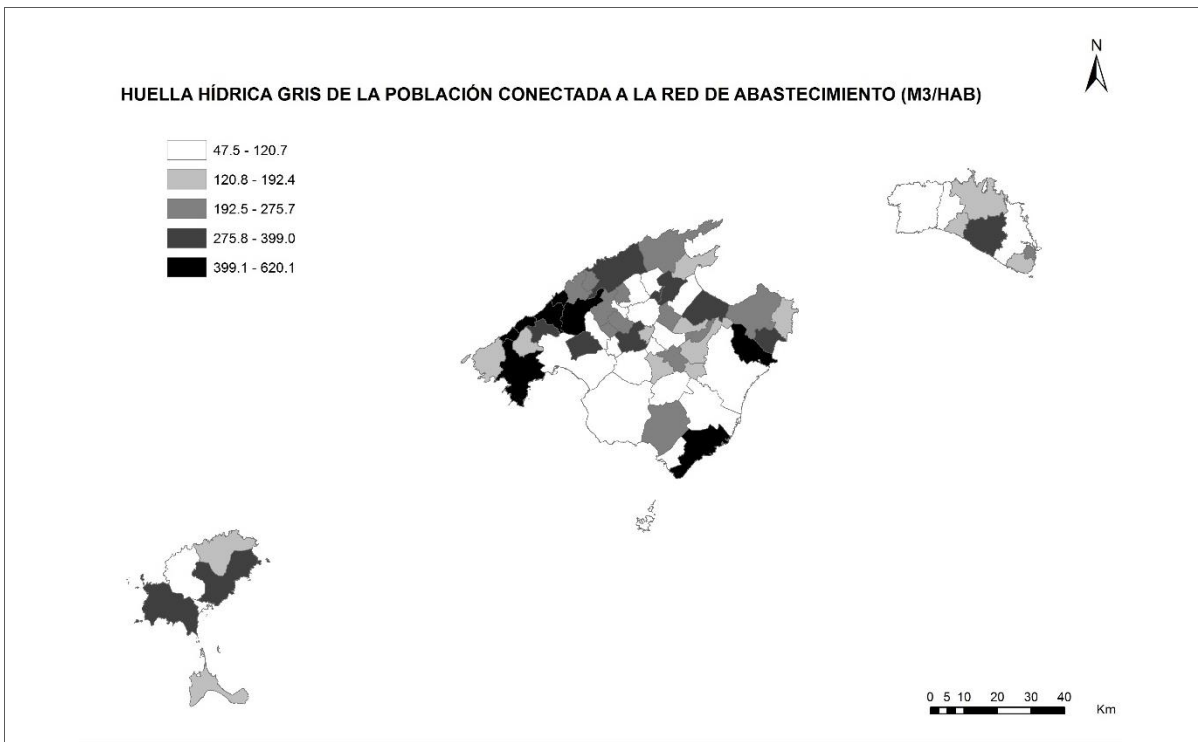 N
HUELLA HÍDRICA GRIS DE LA POBLACIÓN CONECTADA A LA RED DE ABASTECIMIENTO (M3/HAB)
47.5 - 120.7
120.8 - 192.4
192.5 - 275.7
275.8 - 399.0
399.1 - 620.1
0 5 10 20 30 40
Km